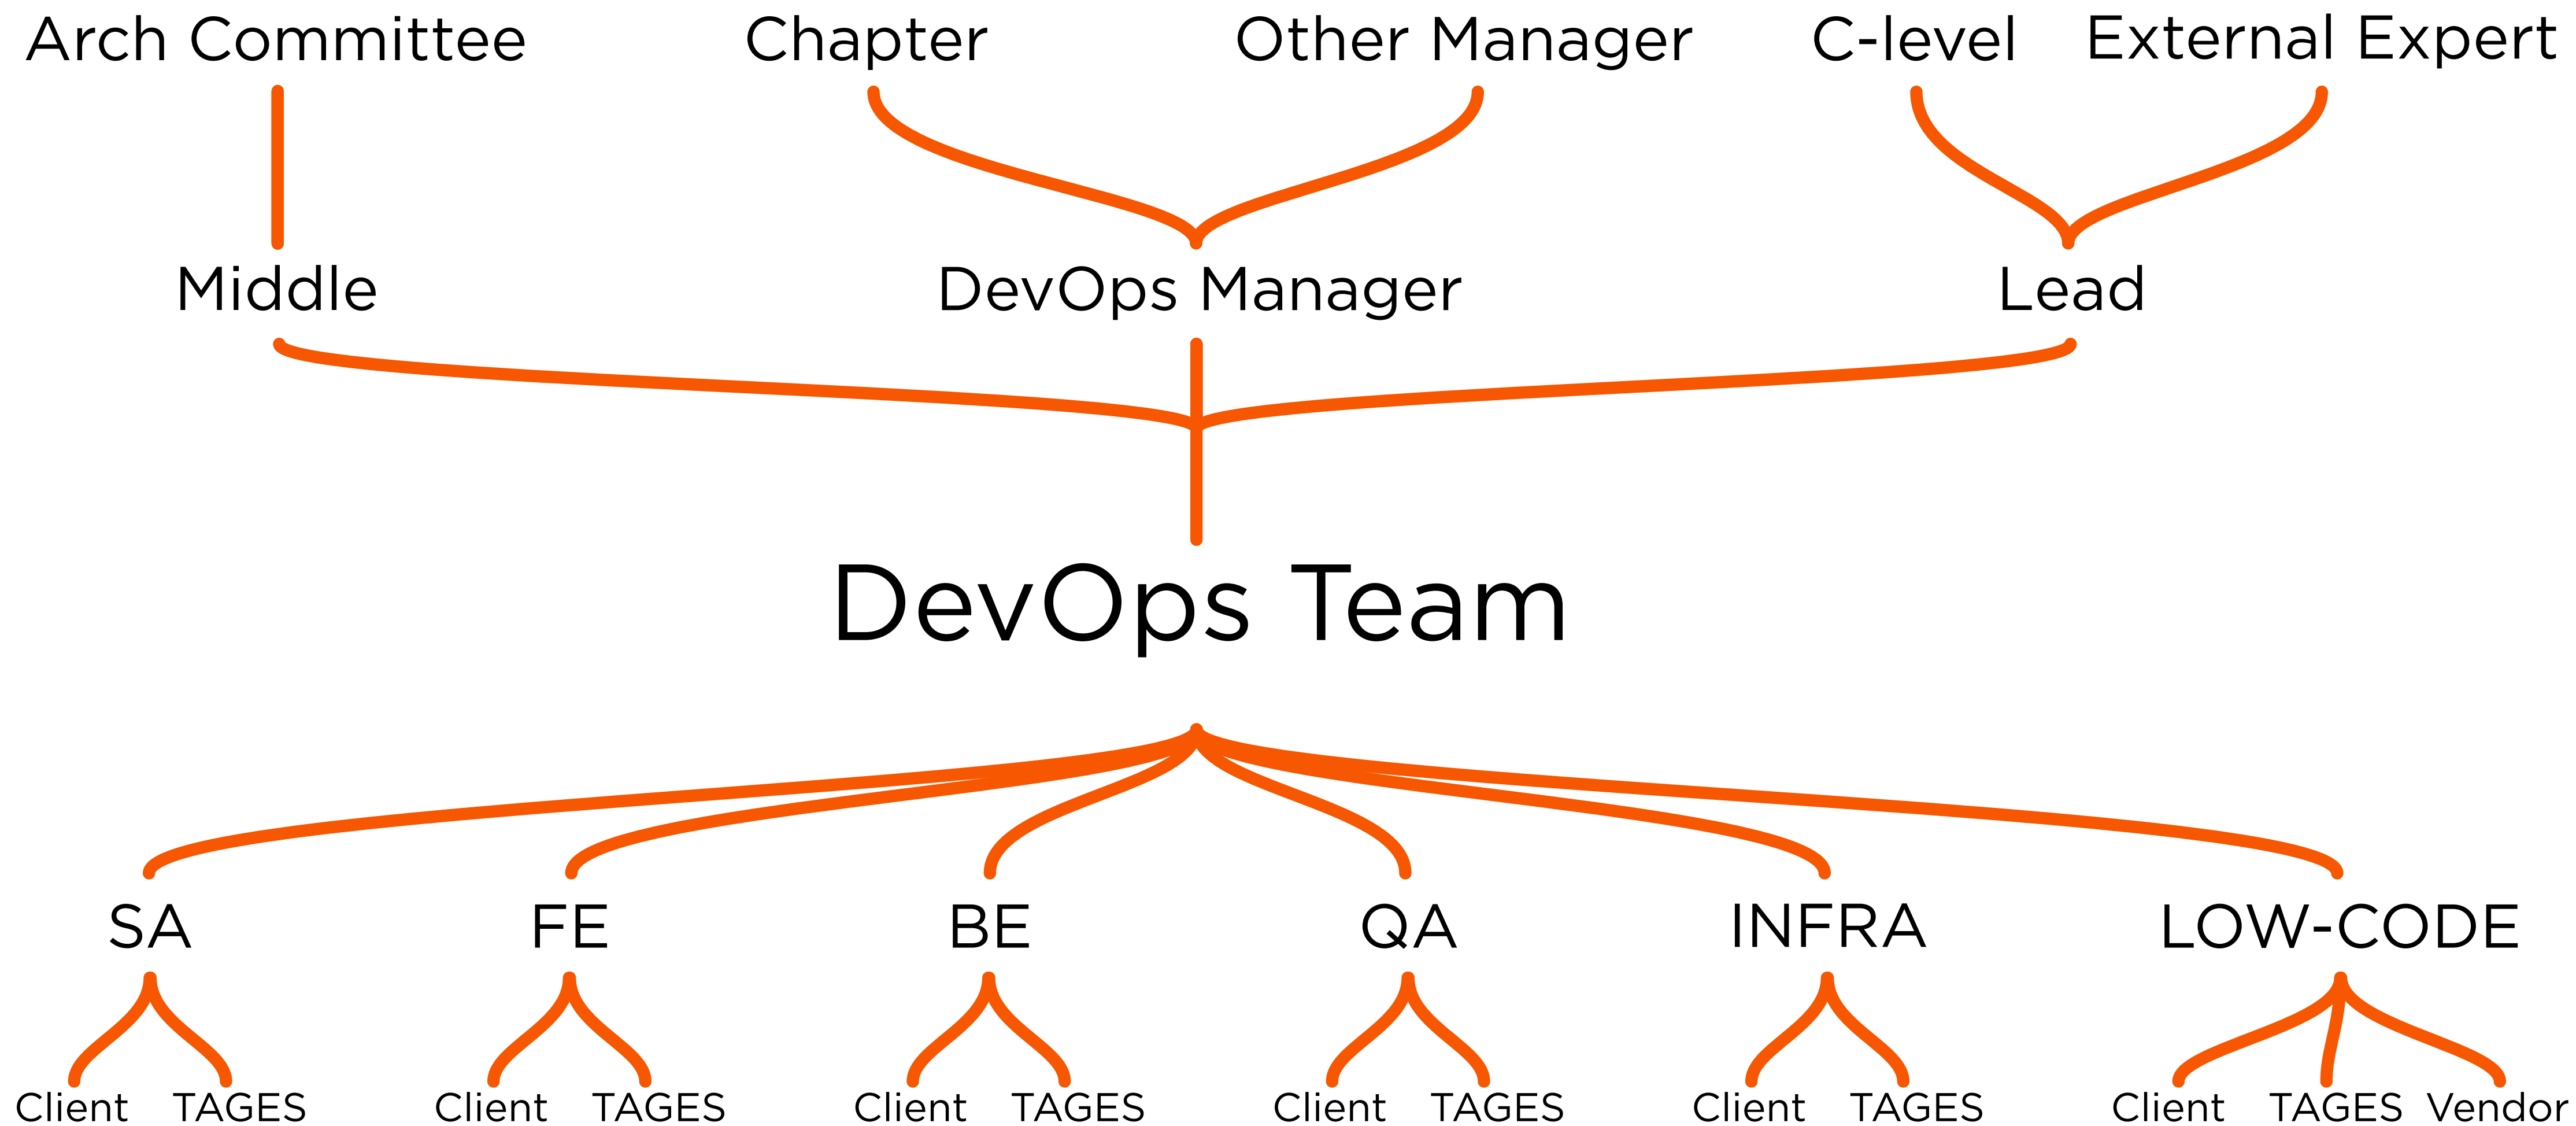 Arch Committee
Chapter
Other Manager
C-level
External Expert
Middle
DevOps Manager
Lead
DevOps Team
SA
FE
BE
QA
INFRA
LOW-CODE
Client
TAGES
Client
TAGES
Client
TAGES
Client
TAGES
Client
TAGES
Client
TAGES
Vendor